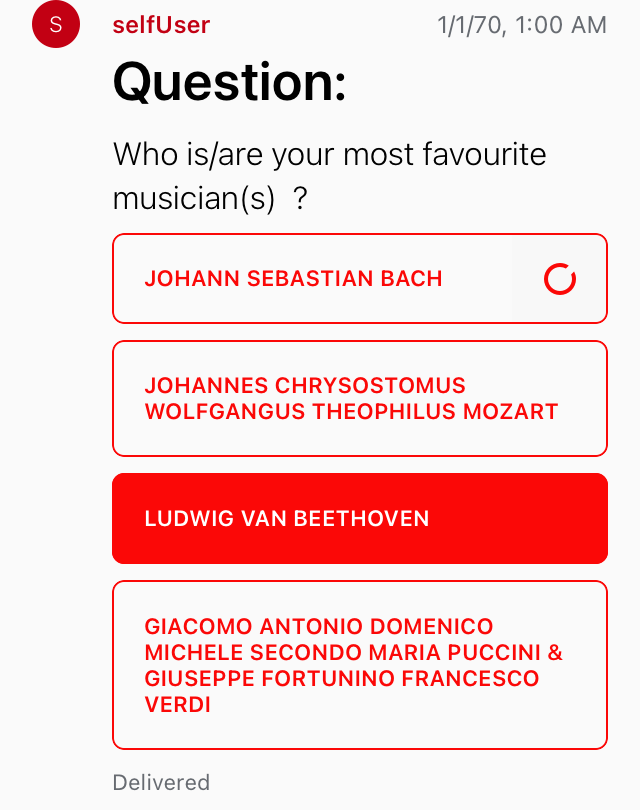 S
selfUser
1/1/70, 1:00 AM
Question:
Who is/are your most favourite
musician(s)  ?
JOHANN SEBASTIAN BACH
JOHANNES CHRYSOSTOMUS
WOLFGANGUS THEOPHILUS MOZART
LUDWIG VAN BEETHOVEN
GIACOMO ANTONIO DOMENICO
MICHELE SECONDO MARIA PUCCINI &
GIUSEPPE FORTUNINO FRANCESCO
VERDI
Delivered